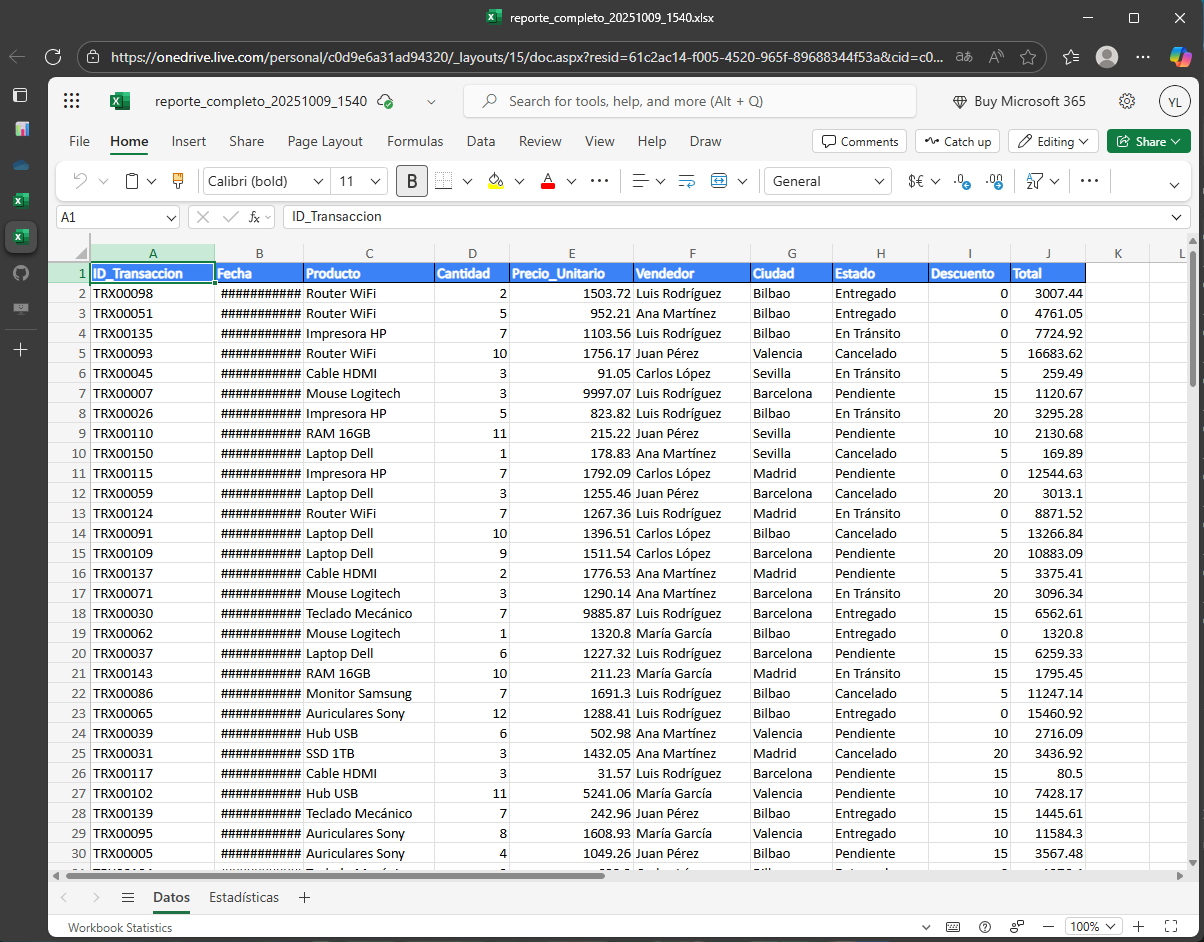 reporte_completo_20251009_1540.xlsx
https://onedrive.live.com/personal/c0d9e6a31ad94320/_layouts/15/doc.aspx?resid=61c2ac14-f005-4520-965f-89688344f53a&cid=c0...
reporte_completo_20251009_1540 Search for tools, help, and more (Alt + Q) Buy Microsoft 365 YL
File Home Insert Share Page Layout Formulas Data Review View Help Draw Comments Catch up Editing Share
Calibri (bold) 11 B A General $€ .0 .00
A1 fx ID_Transaccion
A B C D E F G H I J K L
1 ID_Transaccion Fecha Producto Cantidad Precio_Unitario Vendedor Ciudad Estado Descuento Total
2 TRX00098 ########### Router WiFi 2 1503.72 Luis Rodríguez Bilbao Entregado 0 3007.44
3 TRX00051 ########### Router WiFi 5 952.21 Ana Martínez Bilbao Entregado 0 4761.05
4 TRX00135 ########### Impresora HP 7 1103.56 Luis Rodríguez Bilbao En Tránsito 0 7724.92
5 TRX00093 ########### Router WiFi 10 1756.17 Juan Pérez Valencia Cancelado 5 16683.62
6 TRX00045 ########### Cable HDMI 3 91.05 Carlos López Sevilla En Tránsito 5 259.49
7 TRX00007 ########### Mouse Logitech 3 9997.07 Luis Rodríguez Barcelona Pendiente 15 1120.67
8 TRX00026 ########### Impresora HP 5 823.82 Luis Rodríguez Bilbao En Tránsito 20 3295.28
9 TRX00110 ########### RAM 16GB 11 215.22 Juan Pérez Sevilla Pendiente 10 2130.68
10 TRX00150 ########### Laptop Dell 1 178.83 Ana Martínez Sevilla Cancelado 5 169.89
11 TRX00115 ########### Impresora HP 7 1792.09 Carlos López Madrid Pendiente 0 12544.63
12 TRX00059 ########### Laptop Dell 3 1255.46 Juan Pérez Barcelona Cancelado 20 3013.1
13 TRX00124 ########### Router WiFi 7 1267.36 Luis Rodríguez Madrid En Tránsito 0 8871.52
14 TRX00091 ########### Laptop Dell 10 1396.51 Carlos López Bilbao Cancelado 5 13266.84
15 TRX00109 ########### Laptop Dell 9 1511.54 Carlos López Barcelona Pendiente 20 10883.09
16 TRX00137 ########### Cable HDMI 2 1776.53 Ana Martínez Madrid Pendiente 5 3375.41
17 TRX00071 ########### Mouse Logitech 3 1290.14 Ana Martínez Barcelona En Tránsito 20 3096.34
18 TRX00030 ########### Teclado Mecánico 7 9885.87 Luis Rodríguez Barcelona Entregado 15 6562.61
19 TRX00062 ########### Mouse Logitech 1 1320.8 María García Bilbao Entregado 0 1320.8
20 TRX00037 ########### Laptop Dell 6 1227.32 Luis Rodríguez Barcelona Pendiente 15 6259.33
21 TRX00143 ########### RAM 16GB 10 211.23 María García Madrid En Tránsito 15 1795.45
22 TRX00086 ########### Monitor Samsung 7 1691.3 Luis Rodríguez Bilbao Cancelado 5 11247.14
23 TRX00065 ########### Auriculares Sony 12 1288.41 Luis Rodríguez Bilbao Entregado 0 15460.92
24 TRX00039 ########### Hub USB 6 502.98 Ana Martínez Valencia Pendiente 10 2716.09
25 TRX00031 ########### SSD 1TB 3 1432.05 Ana Martínez Madrid Cancelado 20 3436.92
26 TRX00117 ########### Cable HDMI 3 31.57 Luis Rodríguez Barcelona Pendiente 15 80.5
27 TRX00102 ########### Hub USB 11 5241.06 María García Valencia Pendiente 10 7428.17
28 TRX00139 ########### Teclado Mecánico 7 242.96 Juan Pérez Bilbao Entregado 15 1445.61
29 TRX00095 ########### Auriculares Sony 8 1608.93 María García Valencia Entregado 10 11584.3
30 TRX00005 ########### Auriculares Sony 4 1049.26 Juan Pérez Bilbao Pendiente 15 3567.48
Datos Estadísticas
Workbook Statistics 100%